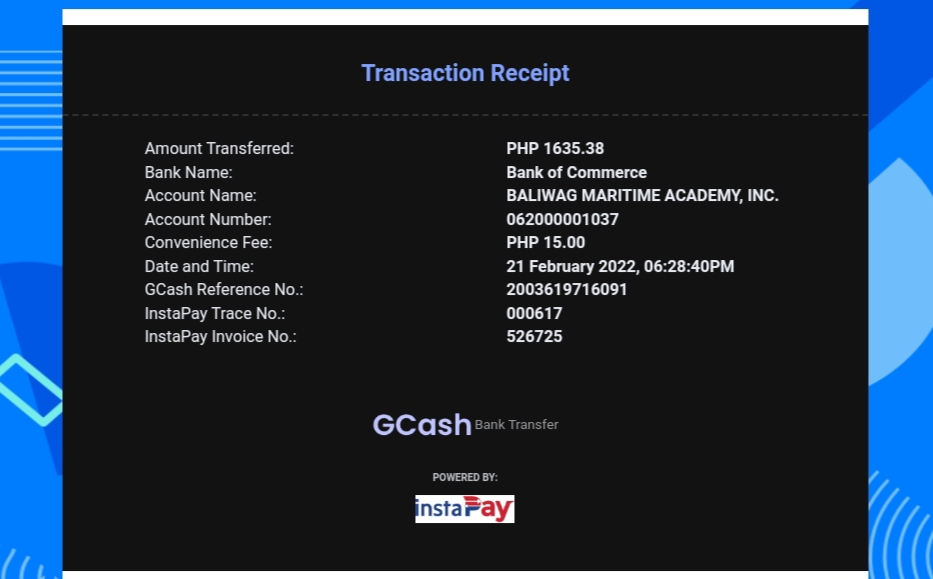 Transaction Receipt
Amount Transferred: PHP 1635.38
Bank Name: Bank of Commerce
Account Name: BALIWAG MARITIME ACADEMY, INC.
Account Number: 062000001037
Convenience Fee: PHP 15.00
Date and Time: 21 February 2022, 06:28:40PM
GCash Reference No.: 2003619716091
InstaPay Trace No.: 000617
InstaPay Invoice No.: 526725
GCash Bank Transfer
POWERED BY:
instaPay